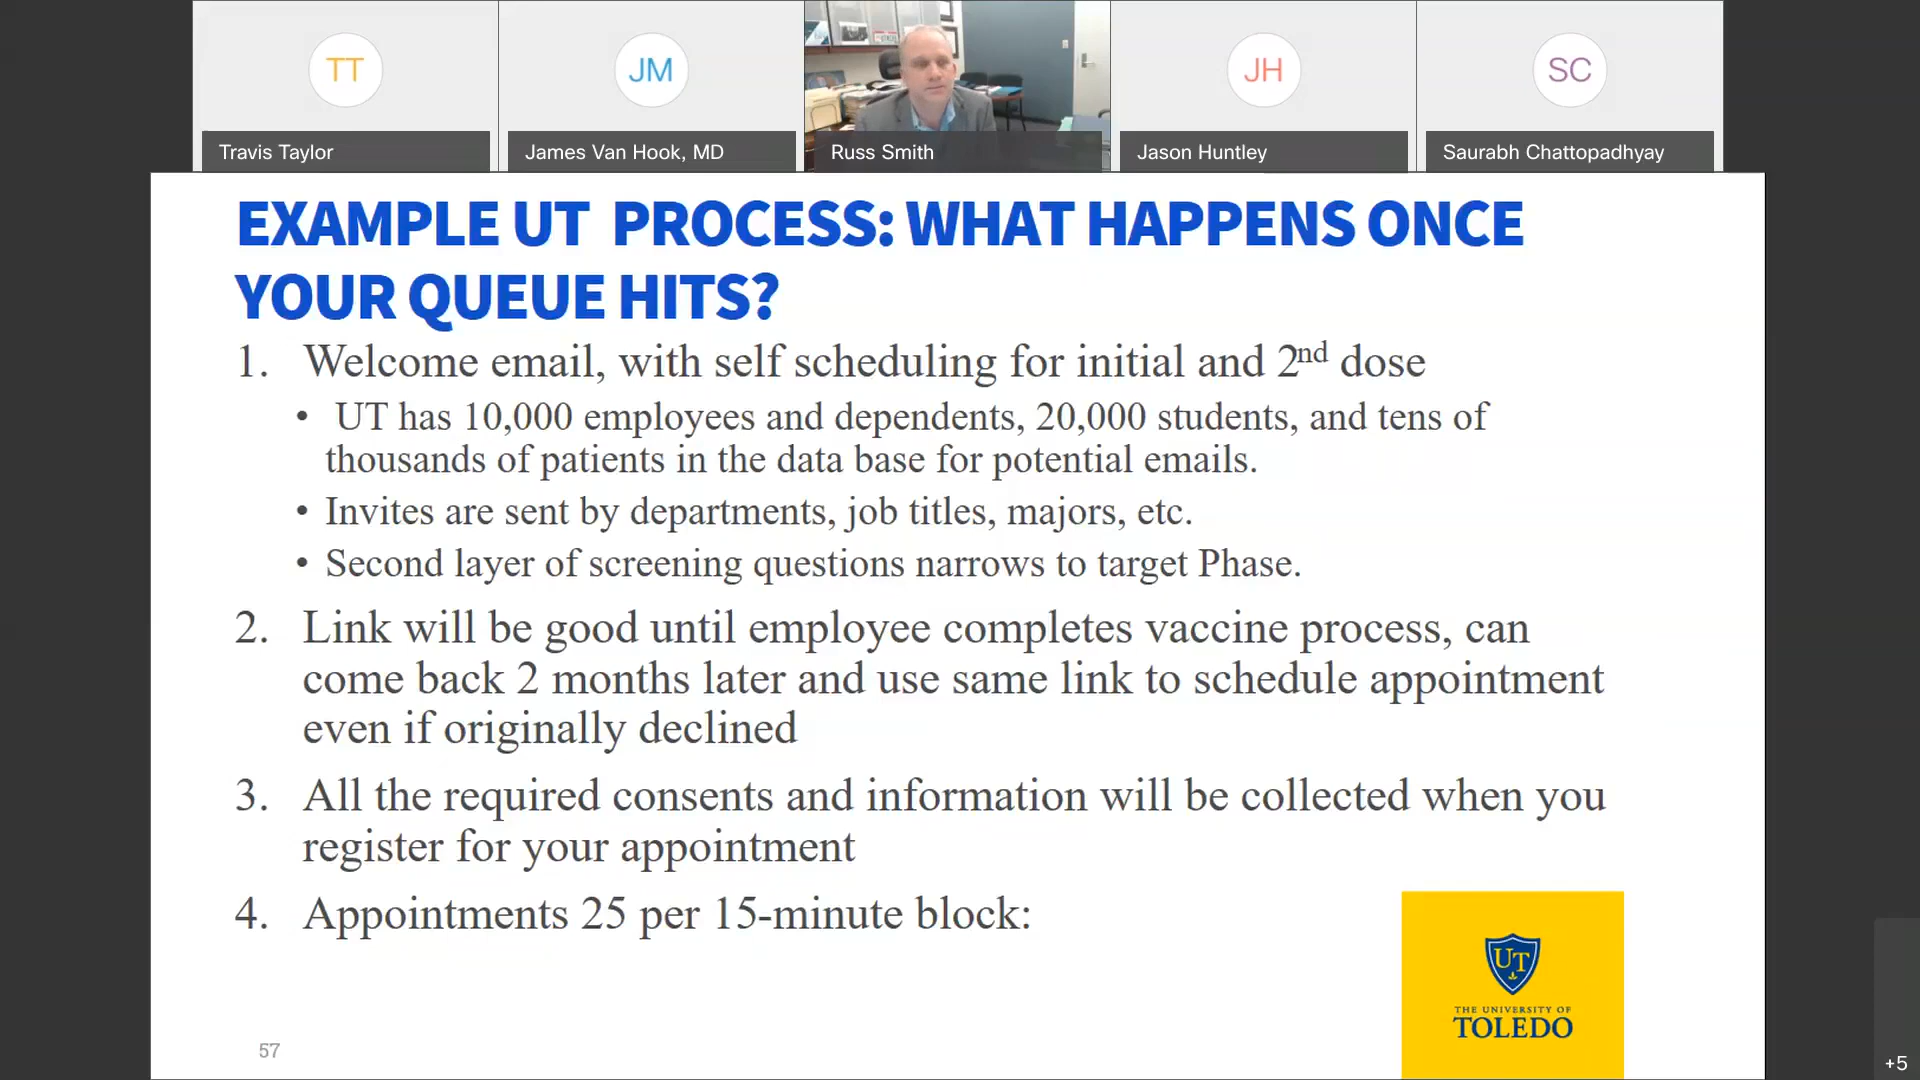 TT
JM
JH
SC
Travis Taylor
James Van Hook, MD
Russ Smith
Jason Huntley
Saurabh Chattopadhyay
EXAMPLE UT PROCESS: WHAT HAPPENS ONCE
YOUR QUEUE HITS?
1. Welcome email, with self scheduling for initial and 2nd dose
• UT has 10,000 employees and dependents, 20,000 students, and tens of
thousands of patients in the data base for potential emails.
• Invites are sent by departments, job titles, majors, etc.
• Second layer of screening questions narrows to target Phase.
2. Link will be good until employee completes vaccine process, can
come back 2 months later and use same link to schedule appointment
even if originally declined
3. All the required consents and information will be collected when you
register for your appointment
4. Appointments 25 per 15-minute block:
UT
THE UNIVERSITY OF
TOLEDO
57
+5